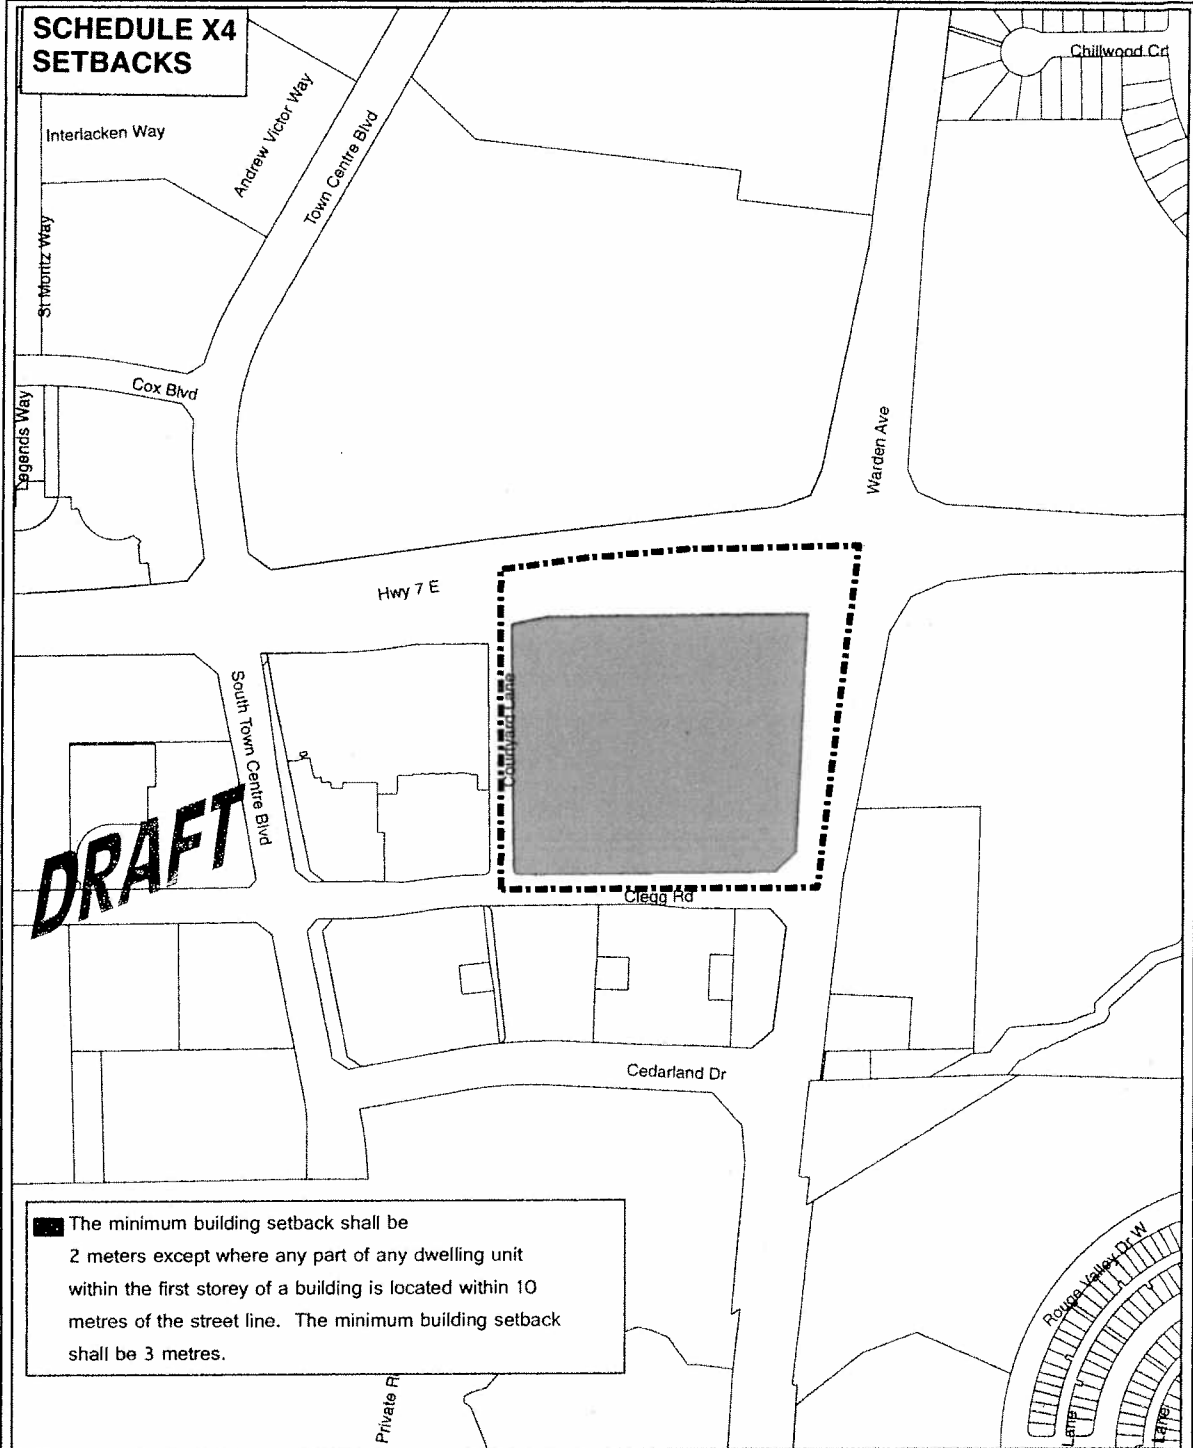 SCHEDULE X4
SETBACKS
Chillwood Crt
Interlacken Way
Andrew Victor Way
Town Centre Blvd
St Moritz Way
Cox Blvd
Legends Way
Warden Ave
Hwy 7 E
South Town Centre Blvd
Courtyard Lane
DRAFT
Clegg Rd
Cedarland Dr
The minimum building setback shall be
2 meters except where any part of any dwelling unit
within the first storey of a building is located within 10
metres of the street line. The minimum building setback
shall be 3 metres.
Rouge Valley Dr W
Private R
Lane
Lane